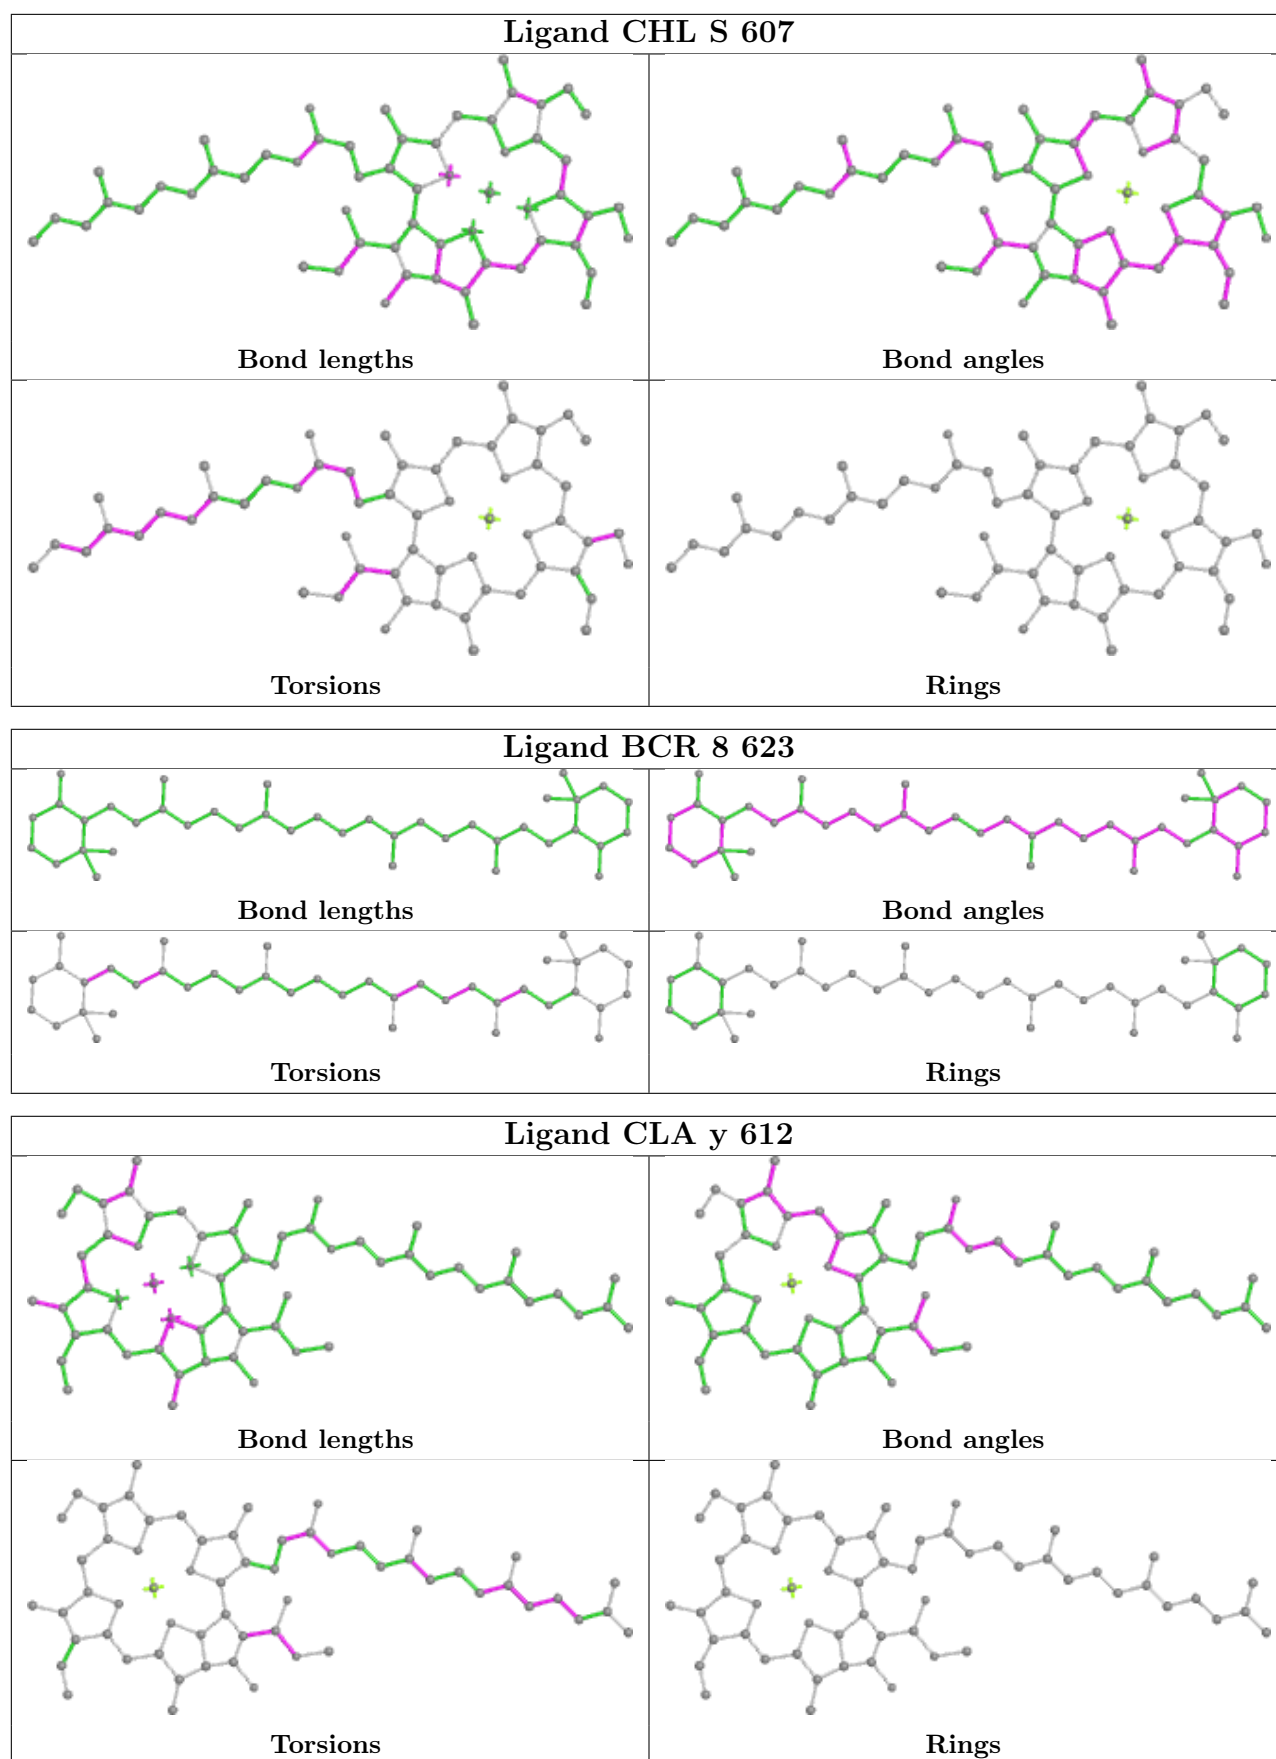 Ligand CHL S 607
Bond lengths
Bond angles
Torsions
Rings
Ligand BCR 8 623
Bond lengths
Bond angles
Torsions
Rings
Ligand CLA y 612
Bond lengths
Bond angles
Torsions
Rings